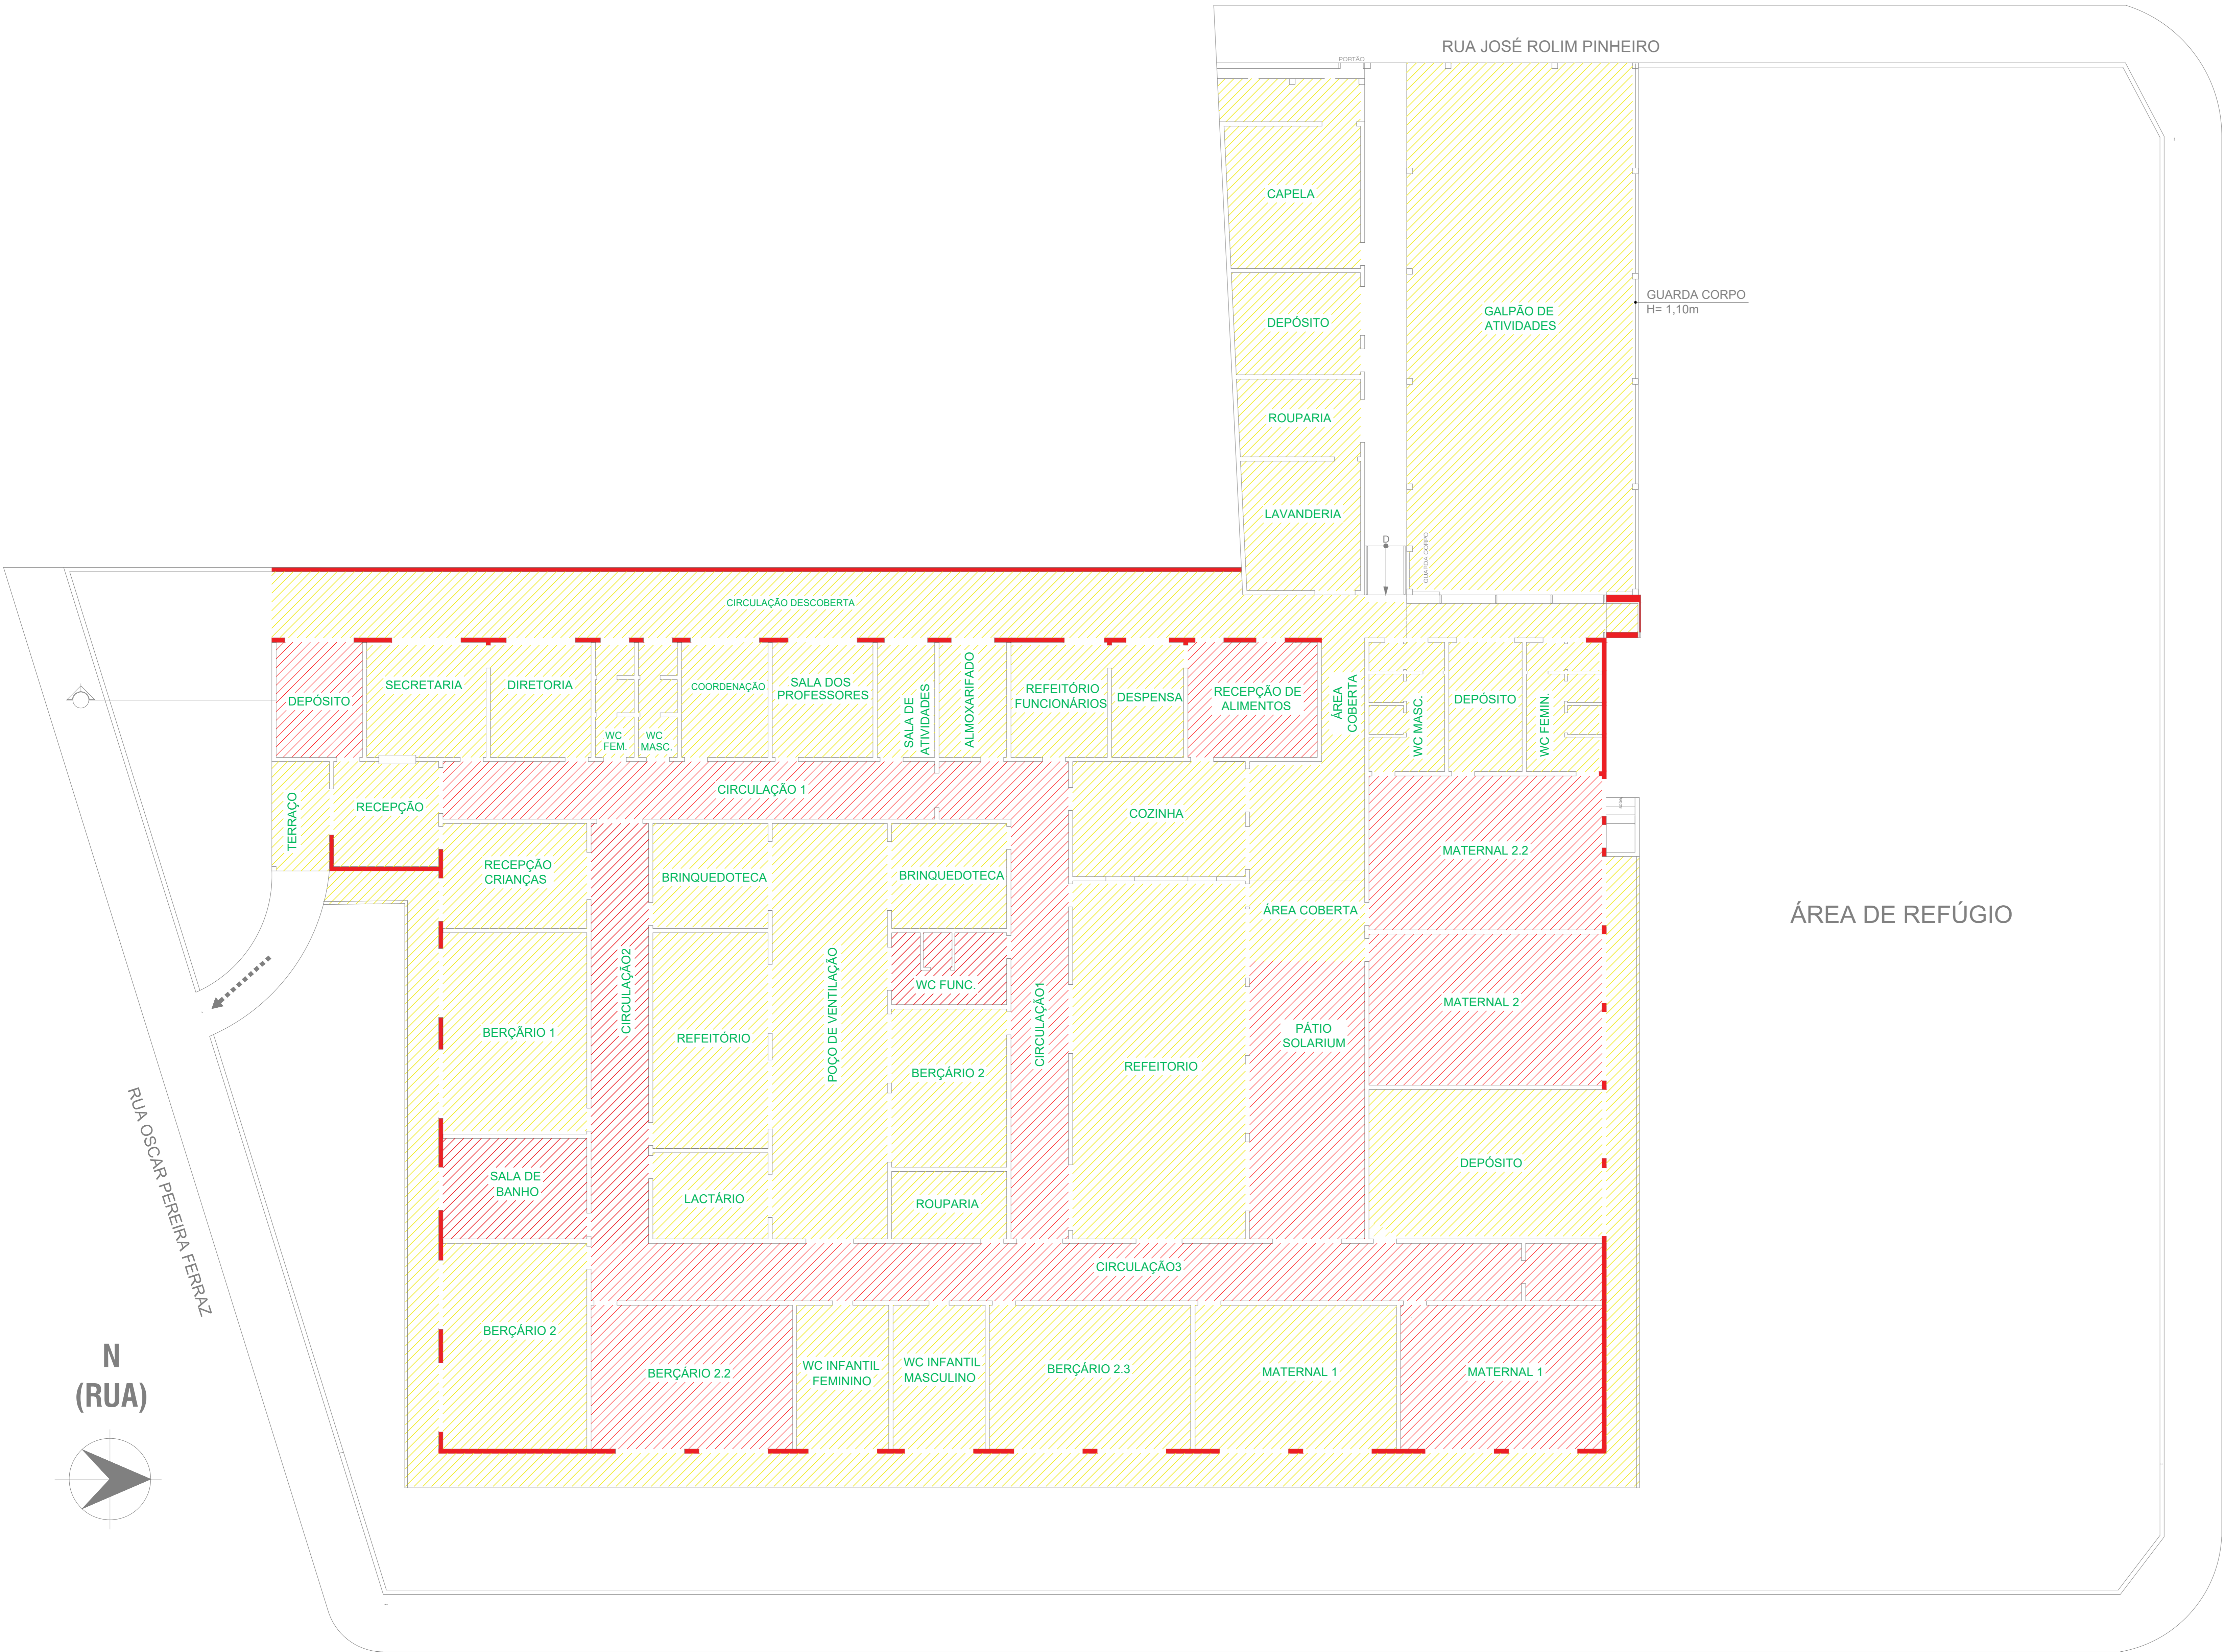 RUA JOSÉ ROLIM PINHEIRO
PORTÃO
CAPELA
GUARDA CORPO
H= 1,10m
DEPÓSITO
GALPÃO DE
ATIVIDADES
ROUPARIA
LAVANDERIA
D
GUARDA CORPO
CIRCULAÇÃO DESCOBERTA
DEPÓSITO
SECRETARIA
DIRETORIA
WC
FEM.
WC
MASC.
COORDENAÇÃO
SALA DOS
PROFESSORES
SALA DE
ATIVIDADES
ALMOXARIFADO
REFEITÓRIO
FUNCIONÁRIOS
DESPENSA
RECEPÇÃO DE
ALIMENTOS
ÁREA
COBERTA
WC MASC.
DEPÓSITO
WC FEMIN.
TERRAÇO
RECEPÇÃO
CIRCULAÇÃO 1
COZINHA
RECEPÇÃO
CRIANÇAS
BRINQUEDOTECA
BRINQUEDOTECA
MATERNAL 2.2
ÁREA COBERTA
ÁREA DE REFÚGIO
CIRCULAÇÃO2
POÇO DE VENTILAÇÃO
WC FUNC.
CIRCULAÇÃO1
MATERNAL 2
BERÇÃRIO 1
REFEITÓRIO
BERÇÁRIO 2
REFEITORIO
PÁTIO
SOLARIUM
DEPÓSITO
SALA DE
BANHO
LACTÁRIO
ROUPARIA
RUA OSCAR PEREIRA FERRAZ
CIRCULAÇÃO3
BERÇÁRIO 2
BERÇÁRIO 2.2
WC INFANTIL
FEMININO
WC INFANTIL
MASCULINO
BERÇÁRIO 2.3
MATERNAL 1
MATERNAL 1
N
(RUA)